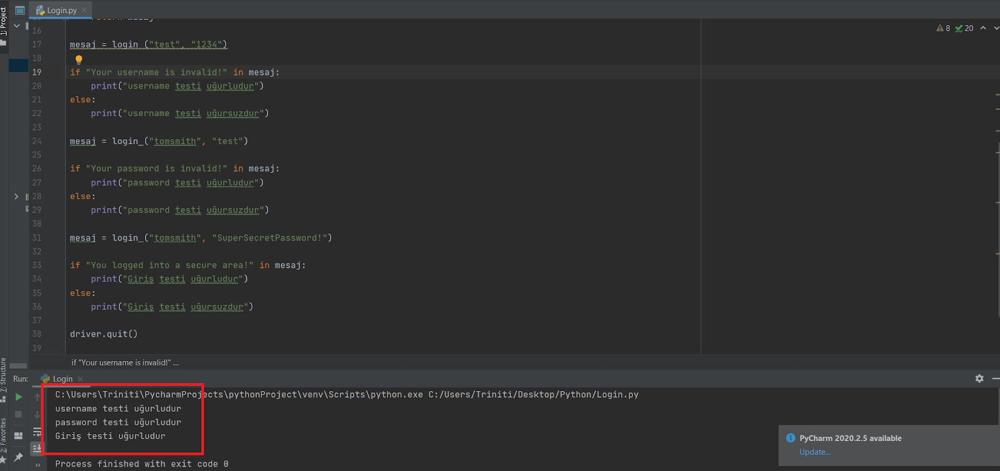 1: Project
Login.py
8 20
16
17 mesaj = login ("test", "1234")
18
19 if "Your username is invalid!" in mesaj:
20 print("username testi uğurludur")
21 else:
22 print("username testi uğursuzdur")
23
24 mesaj = login ("tomsmith", "test")
25
26 if "Your password is invalid!" in mesaj:
27 print("password testi uğurludur")
28 else:
29 print("password testi uğursuzdur")
30
31 mesaj = login ("tomsmith", "SuperSecretPassword!")
32
33 if "You logged into a secure area!" in mesaj:
34 print("Giriş testi uğurludur")
35 else:
36 print("Giriş testi uğursuzdur")
37
38 driver.quit()
39
if "Your username is invalid!" ...
Z: Structure
Run: Login
C:\Users\Triniti\PycharmProjects\pythonProject\venv\Scripts\python.exe C:/Users/Triniti/Desktop/Python/Login.py
username testi uğurludur
password testi uğurludur
Giriş testi uğurludur
2: Favorites
PyCharm 2020.2.5 available
Update...
Process finished with exit code 0